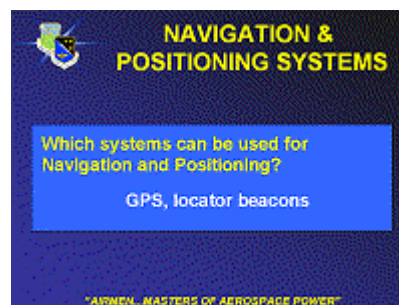 NAVIGATION &
POSITIONING SYSTEMS
Which systems can be used for
Navigation and Positioning?
GPS, locator beacons
"AIRMEN... MASTERS OF AEROSPACE POWER"